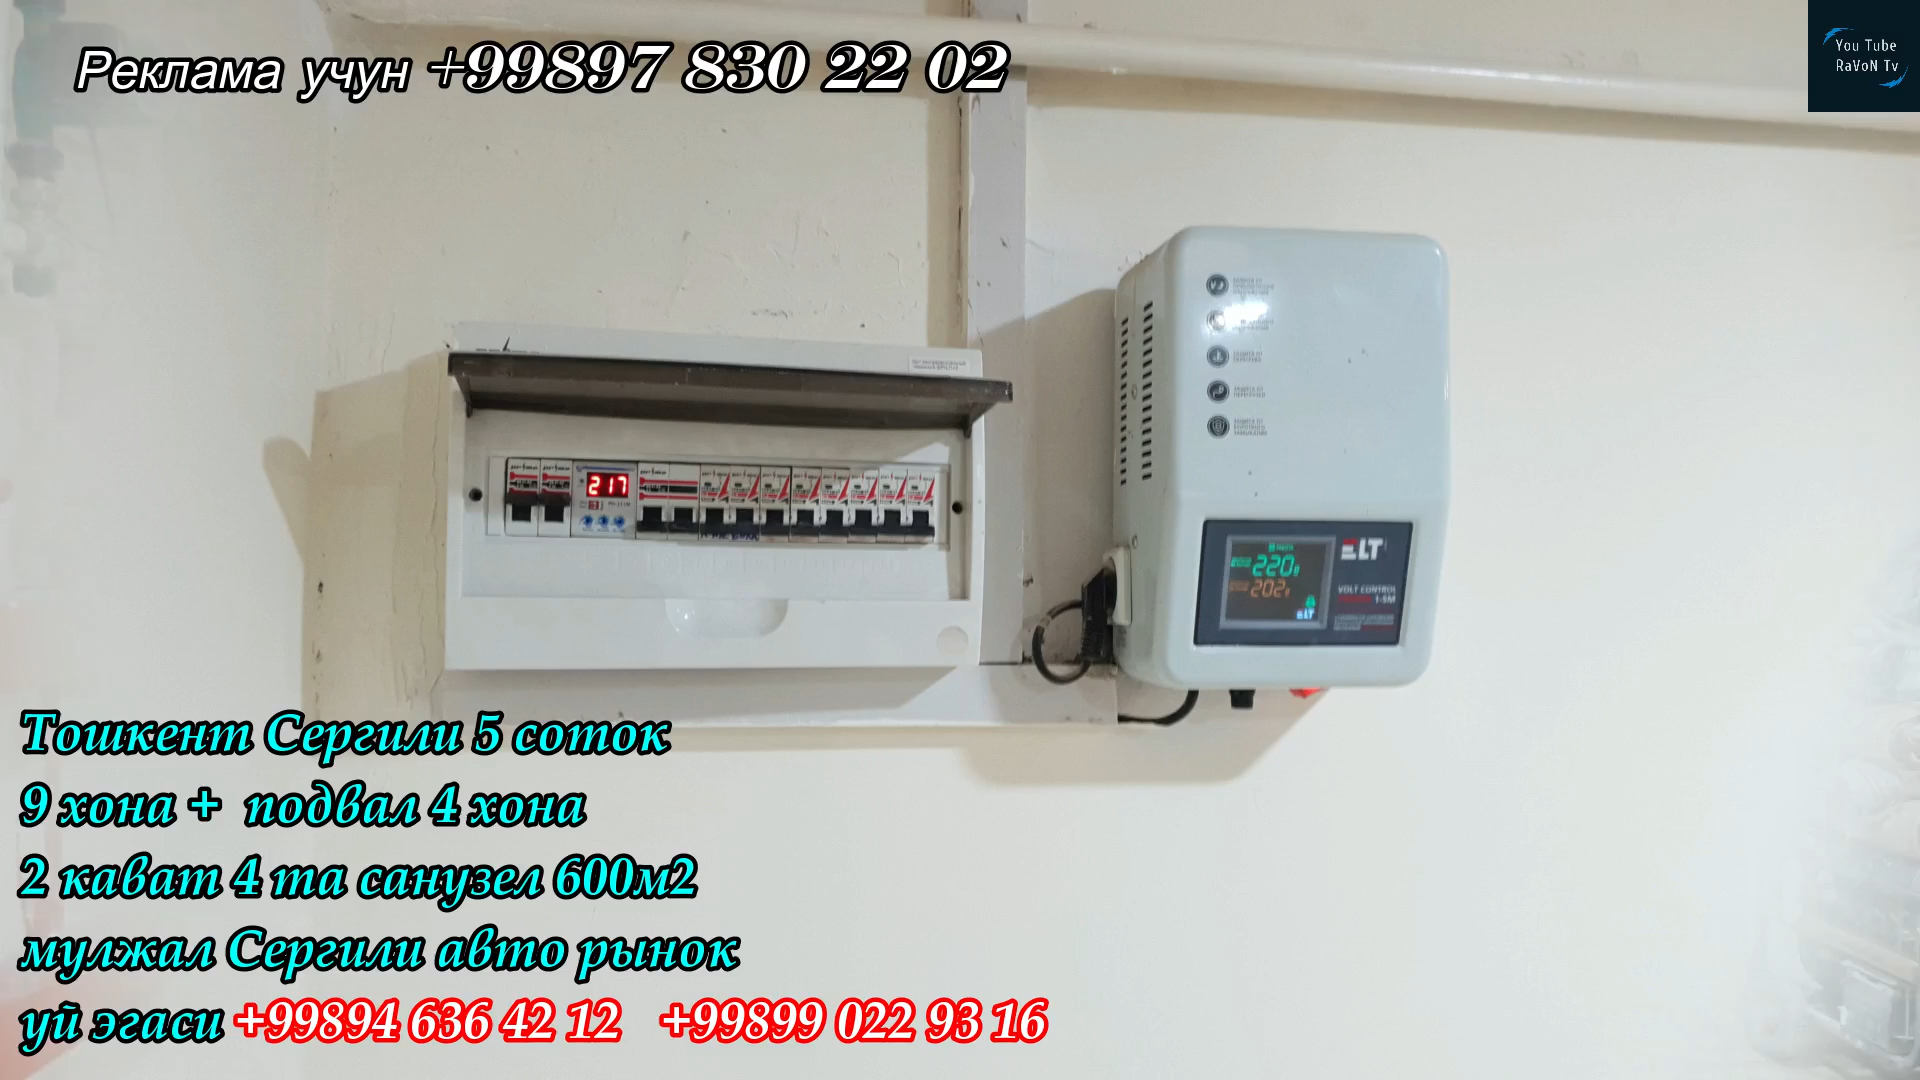 Реклама учун +99897 830 22 02
You Tube
RaVoN Tv
217
220
202
ELT
VOLT CONTROL
Тошкент Сергили 5 соток
9 хона + подвал 4 хона
2 кават 4 та санузел 600м2
мулжал Сергили авто рынок
уй эгаси +99894 636 42 12 +99899 022 93 16